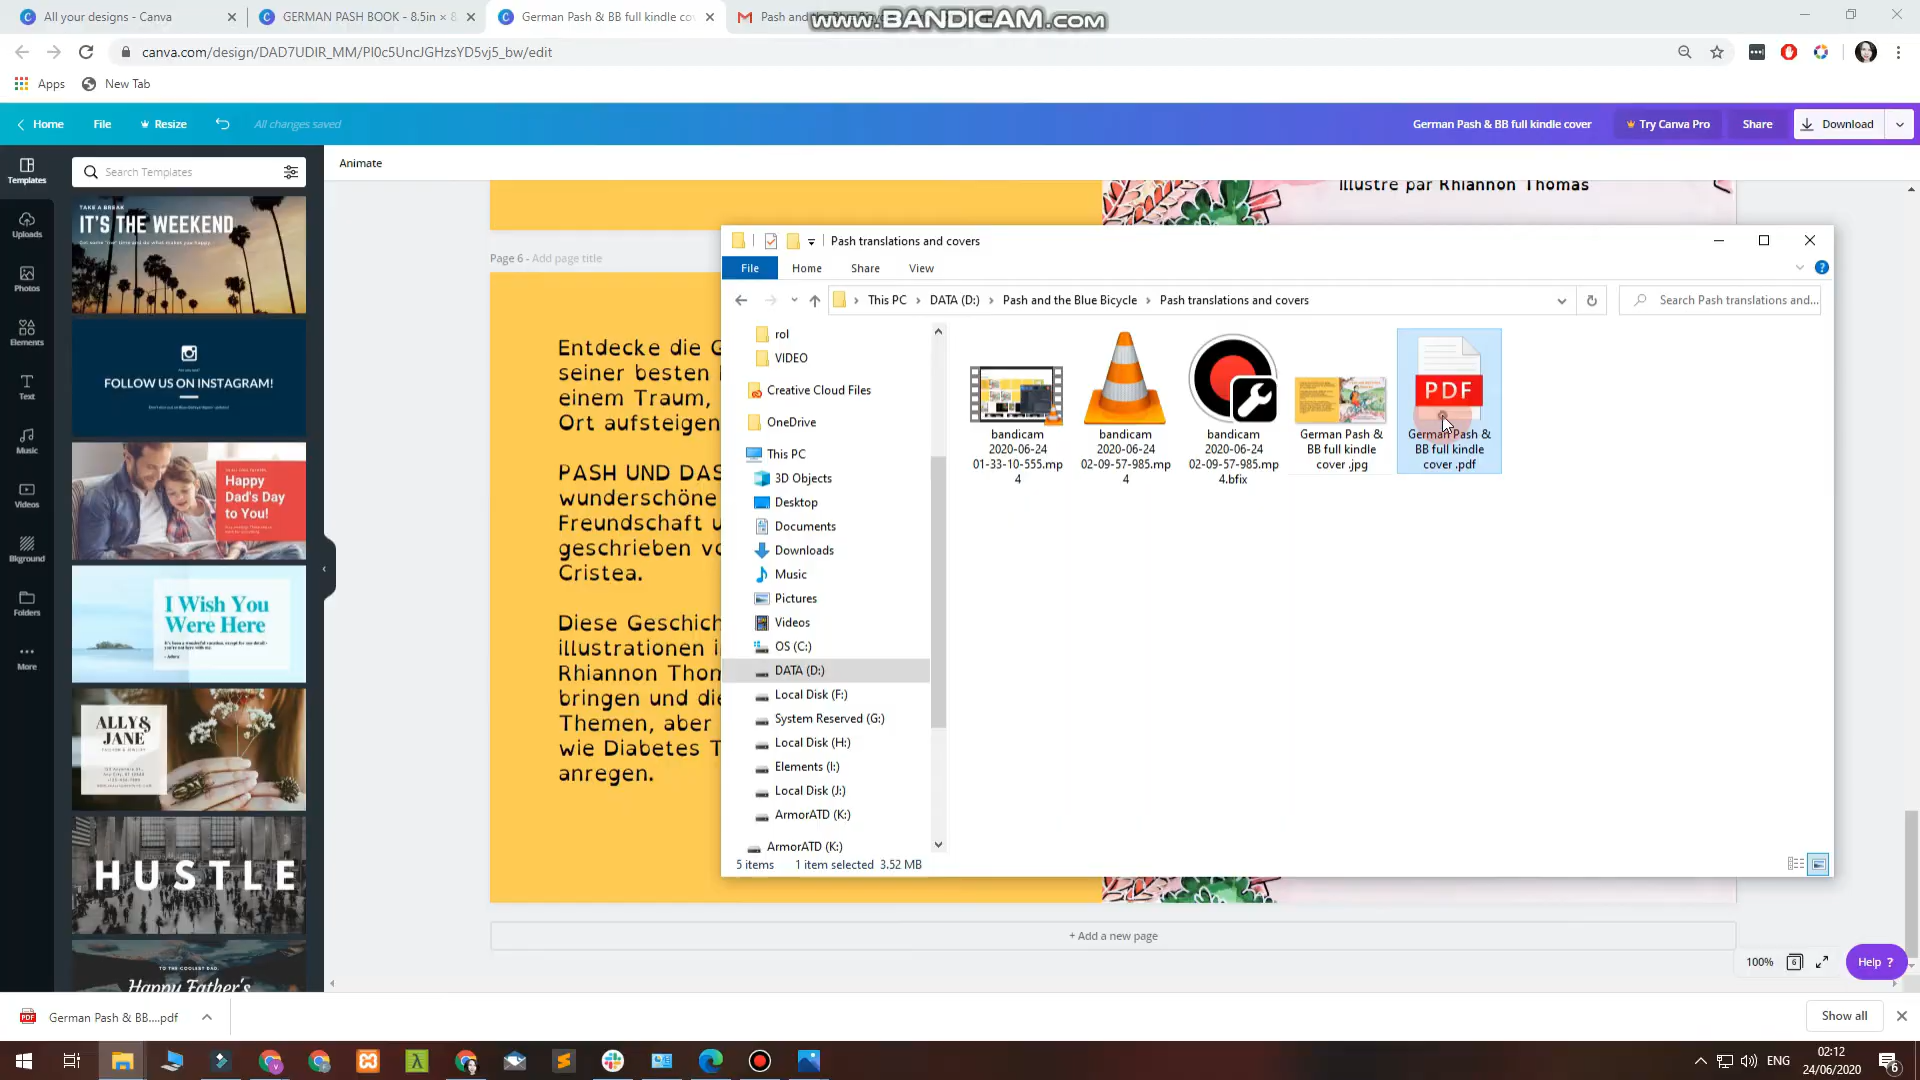 All your designs - Canva
GERMAN PASH BOOK - 8.5in × 8
German Pash & BB full kindle co
Pash and
www.BANDICAM.com
canva.com/design/DAD7UDIR_MM/PI0c5UncJGHzsYD5vj5_bw/edit
Apps
New Tab
Home
File
Resize
All changes saved
German Pash & BB full kindle cover
Try Canva Pro
Share
Download
Templates
Uploads
Photos
Elements
Text
Music
Videos
Bkground
Folders
More
Search Templates
TAKE A BREAK
IT'S THE WEEKEND
FOLLOW US ON INSTAGRAM!
Happy
Dad's Day
to You!
I Wish You
Were Here
ALLY&
JANE
HUSTLE
TO THE COOLEST DAD,
Happy Father's
Animate
Illustré par Rhiannon Thomas
Page 6 - Add page title
Entdecke die G
seiner besten
einem Traum,
Ort aufsteigen
PASH UND DAS
wunderschöne
Freundschaft u
geschrieben vo
Cristea.
Diese Geschich
illustrationen i
Rhiannon Thon
bringen und die
Themen, aber
wie Diabetes T
anregen.
+ Add a new page
100%
6
Help ?
Pash translations and covers
File
Home
Share
View
This PC
DATA (D:)
Pash and the Blue Bicycle
Pash translations and covers
Search Pash translations and...
rol
VIDEO
Creative Cloud Files
OneDrive
This PC
3D Objects
Desktop
Documents
Downloads
Music
Pictures
Videos
OS (C:)
DATA (D:)
Local Disk (F:)
System Reserved (G:)
Local Disk (H:)
Elements (I:)
Local Disk (J:)
ArmorATD (K:)
ArmorATD (K:)
bandicam
2020-06-24
01-33-10-555.mp
4
bandicam
2020-06-24
02-09-57-985.mp
4
bandicam
2020-06-24
02-09-57-985.mp
4.bfix
German Pash &
BB full kindle
cover .jpg
PDF
German Pash &
BB full kindle
cover .pdf
5 items
1 item selected 3.52 MB
German Pash & BB....pdf
Show all
ENG
02:12
24/06/2020
6